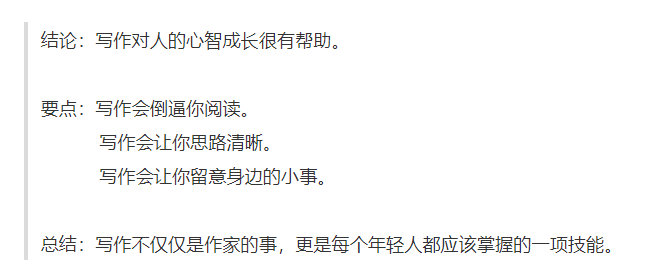 结论：写作对人的心智成长很有帮助。
要点：写作会倒逼你阅读。
写作会让你思路清晰。
写作会让你留意身边的小事。
总结：写作不仅仅是作家的事，更是每个年轻人都应该掌握的一项技能。